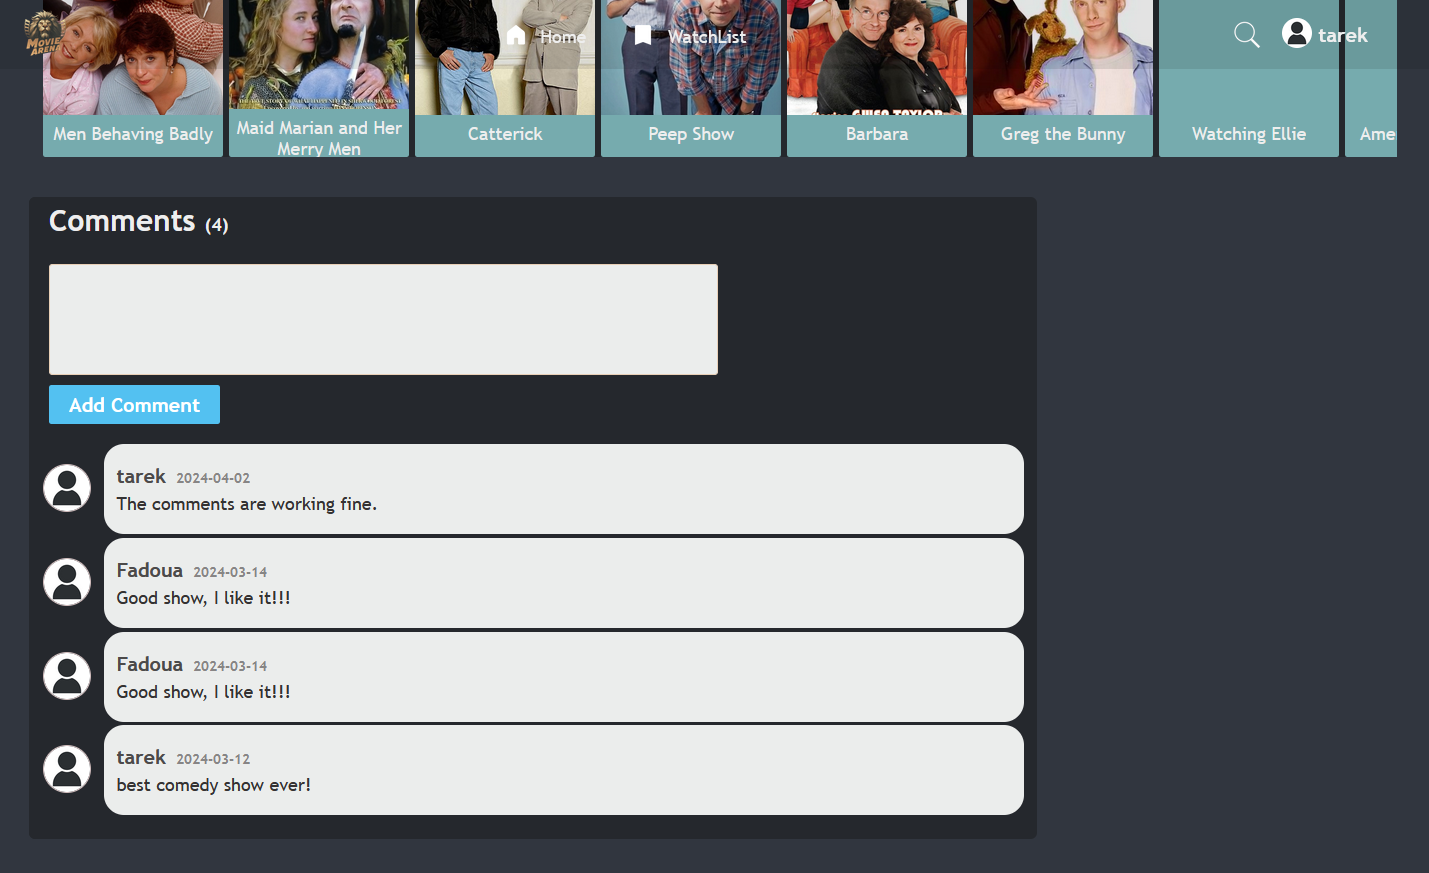 MOVIE
ARENA
Home
WatchList
tarek
Men Behaving Badly
Maid Marian and Her
Merry Men
Catterick
Peep Show
Barbara
Greg the Bunny
Watching Ellie
Ame
Comments (4)
Add Comment
tarek 2024-04-02
The comments are working fine.
Fadoua 2024-03-14
Good show, I like it!!!
Fadoua 2024-03-14
Good show, I like it!!!
tarek 2024-03-12
best comedy show ever!